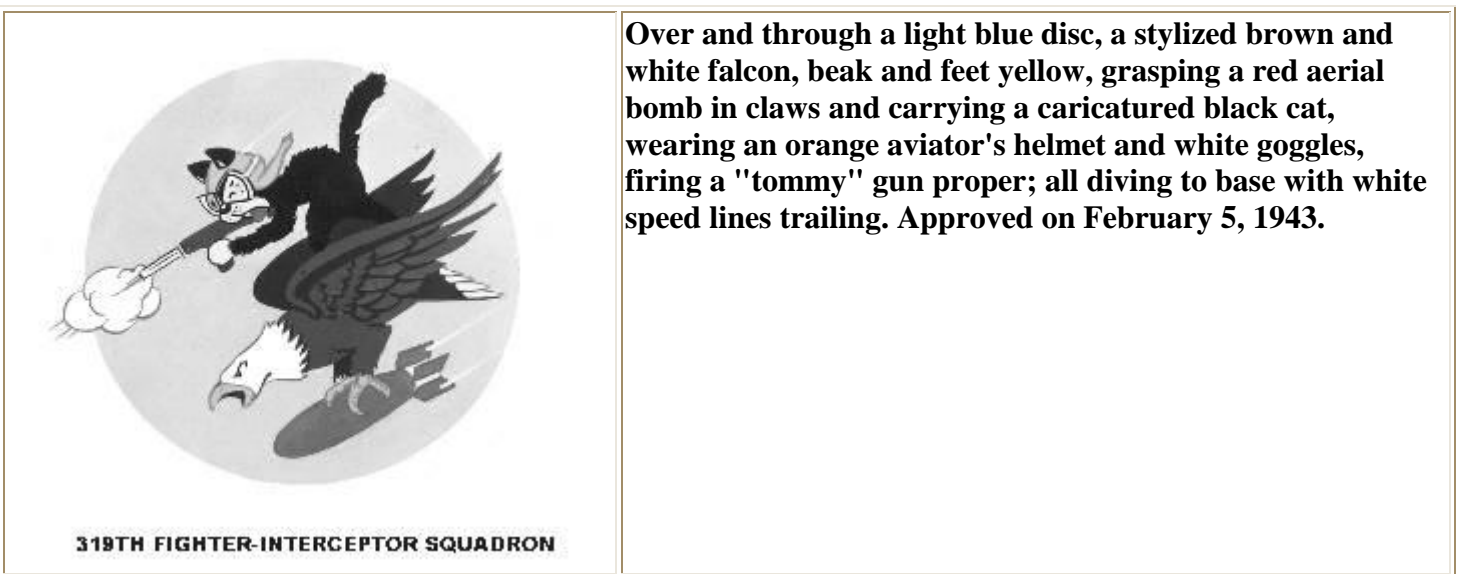 Over and through a light blue disc, a stylized brown and
white falcon, beak and feet yellow, grasping a red aerial
bomb in claws and carrying a caricatured black cat,
wearing an orange aviator's helmet and white goggles,
firing a "tommy" gun proper; all diving to base with white
speed lines trailing. Approved on February 5, 1943.
319TH FIGHTER-INTERCEPTOR SQUADRON